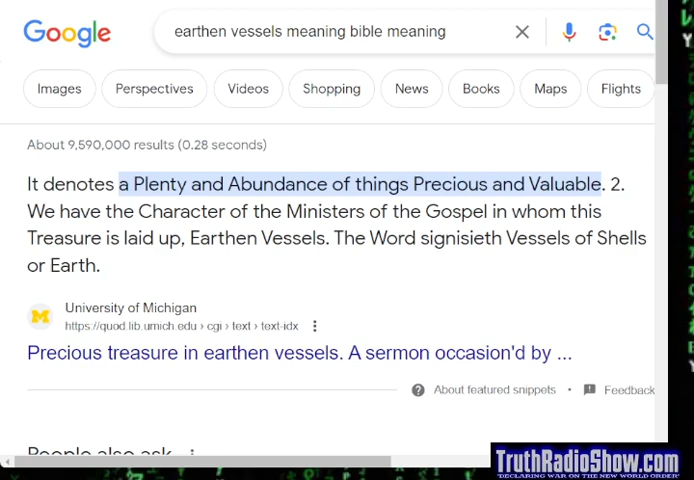 Google
earthen vessels meaning bible meaning
Images
Perspectives
Videos
Shopping
News
Books
Maps
Flights
About 9,590,000 results (0.28 seconds)
It denotes a Plenty and Abundance of things Precious and Valuable. 2.
We have the Character of the Ministers of the Gospel in whom this
Treasure is laid up, Earthen Vessels. The Word signisieth Vessels of Shells
or Earth.
M
University of Michigan
https://quod.lib.umich.edu › cgi › text › text-idx
Precious treasure in earthen vessels. A sermon occasion'd by ...
About featured snippets • Feedback
People also ask
TruthRadioShow.com
"DECLARING WAR ON THE NEW WORLD ORDER"